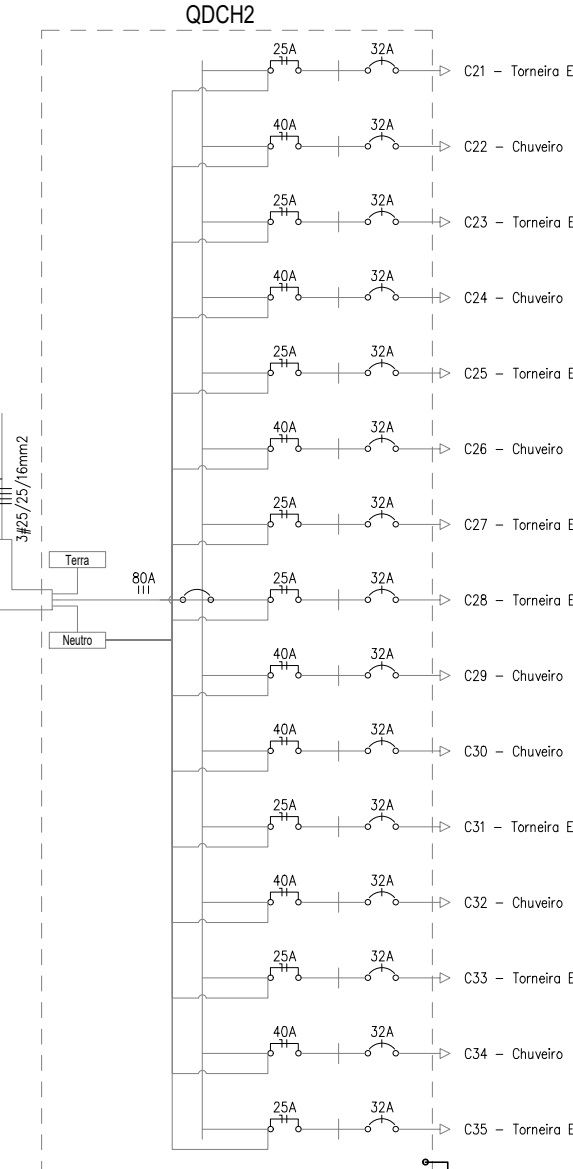 QDCH2
25A 32A C21 - Torneira E
40A 32A C22 - Chuveiro
25A 32A C23 - Torneira E
40A 32A C24 - Chuveiro
25A 32A C25 - Torneira E
40A 32A C26 - Chuveiro
3#25/25/16mm2
25A 32A C27 - Torneira E
Terra
80A 25A 32A C28 - Torneira E
Neutro
40A 32A C29 - Chuveiro
40A 32A C30 - Chuveiro
25A 32A C31 - Torneira E
40A 32A C32 - Chuveiro
25A 32A C33 - Torneira E
40A 32A C34 - Chuveiro
25A 32A C35 - Torneira E